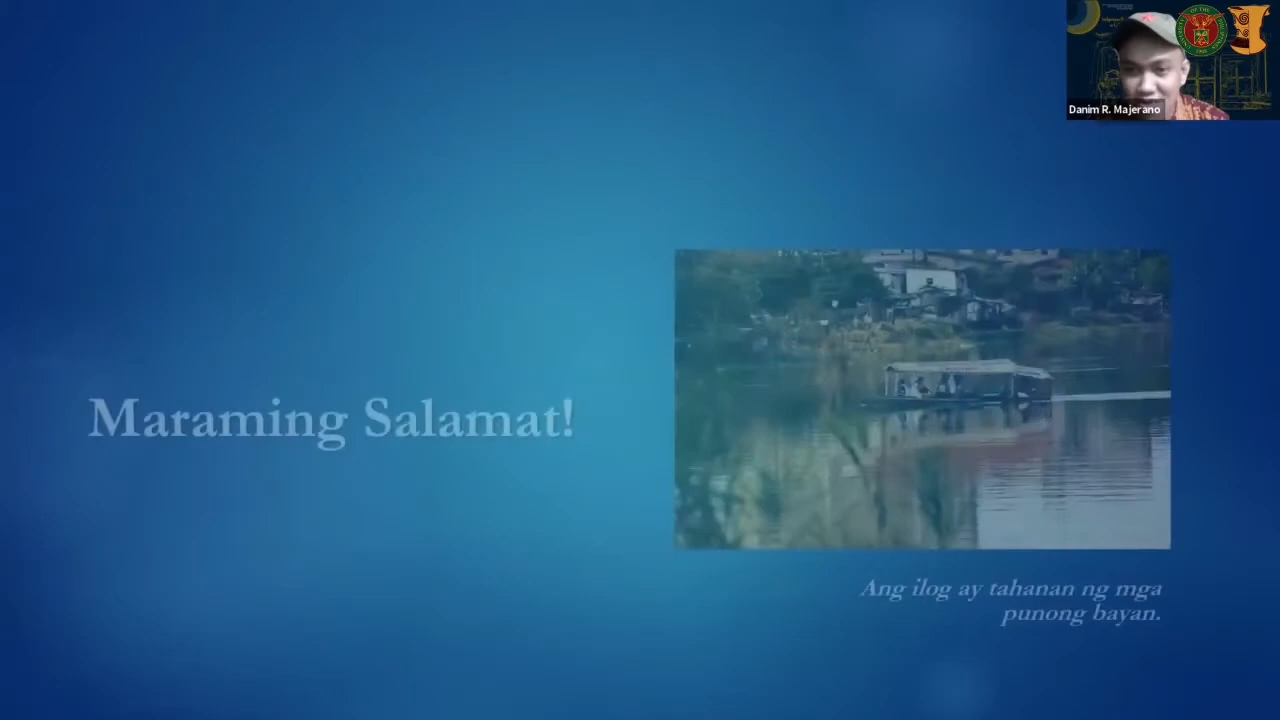 Danim R. Majerano
Maraming Salamat!
Ang ilog ay tahanan ng mga
punong bayan.